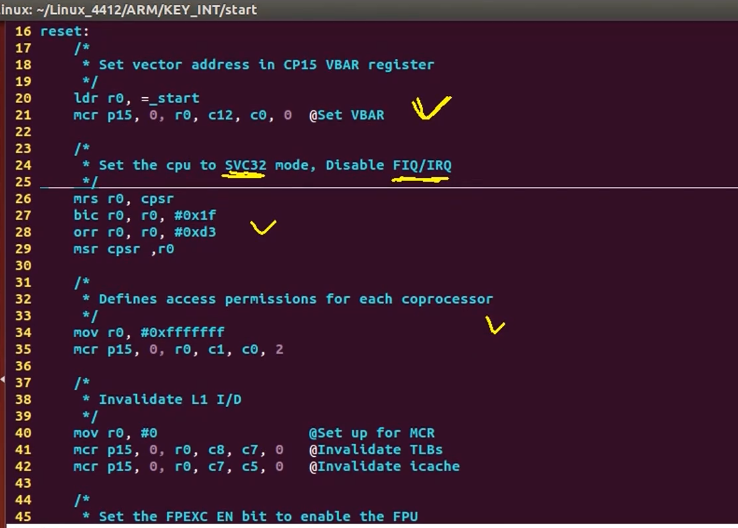 inux: ~/Linux_4412/ARM/KEY_INT/start
16 reset:
17     /*
18      * Set vector address in CP15 VBAR register
19      */
20     ldr r0, =_start
21     mcr p15, 0, r0, c12, c0, 0  @Set VBAR
22
23     /*
24      * Set the cpu to SVC32 mode, Disable FIQ/IRQ
25      */
26     mrs r0, cpsr
27     bic r0, r0, #0x1f
28     orr r0, r0, #0xd3
29     msr cpsr ,r0
30
31     /*
32      * Defines access permissions for each coprocessor
33      */
34     mov r0, #0xfffffff
35     mcr p15, 0, r0, c1, c0, 2
36
37     /*
38      * Invalidate L1 I/D
39      */
40     mov r0, #0                  @Set up for MCR
41     mcr p15, 0, r0, c8, c7, 0   @Invalidate TLBs
42     mcr p15, 0, r0, c7, c5, 0   @Invalidate icache
43
44     /*
45      * Set the FPEXC EN bit to enable the FPU